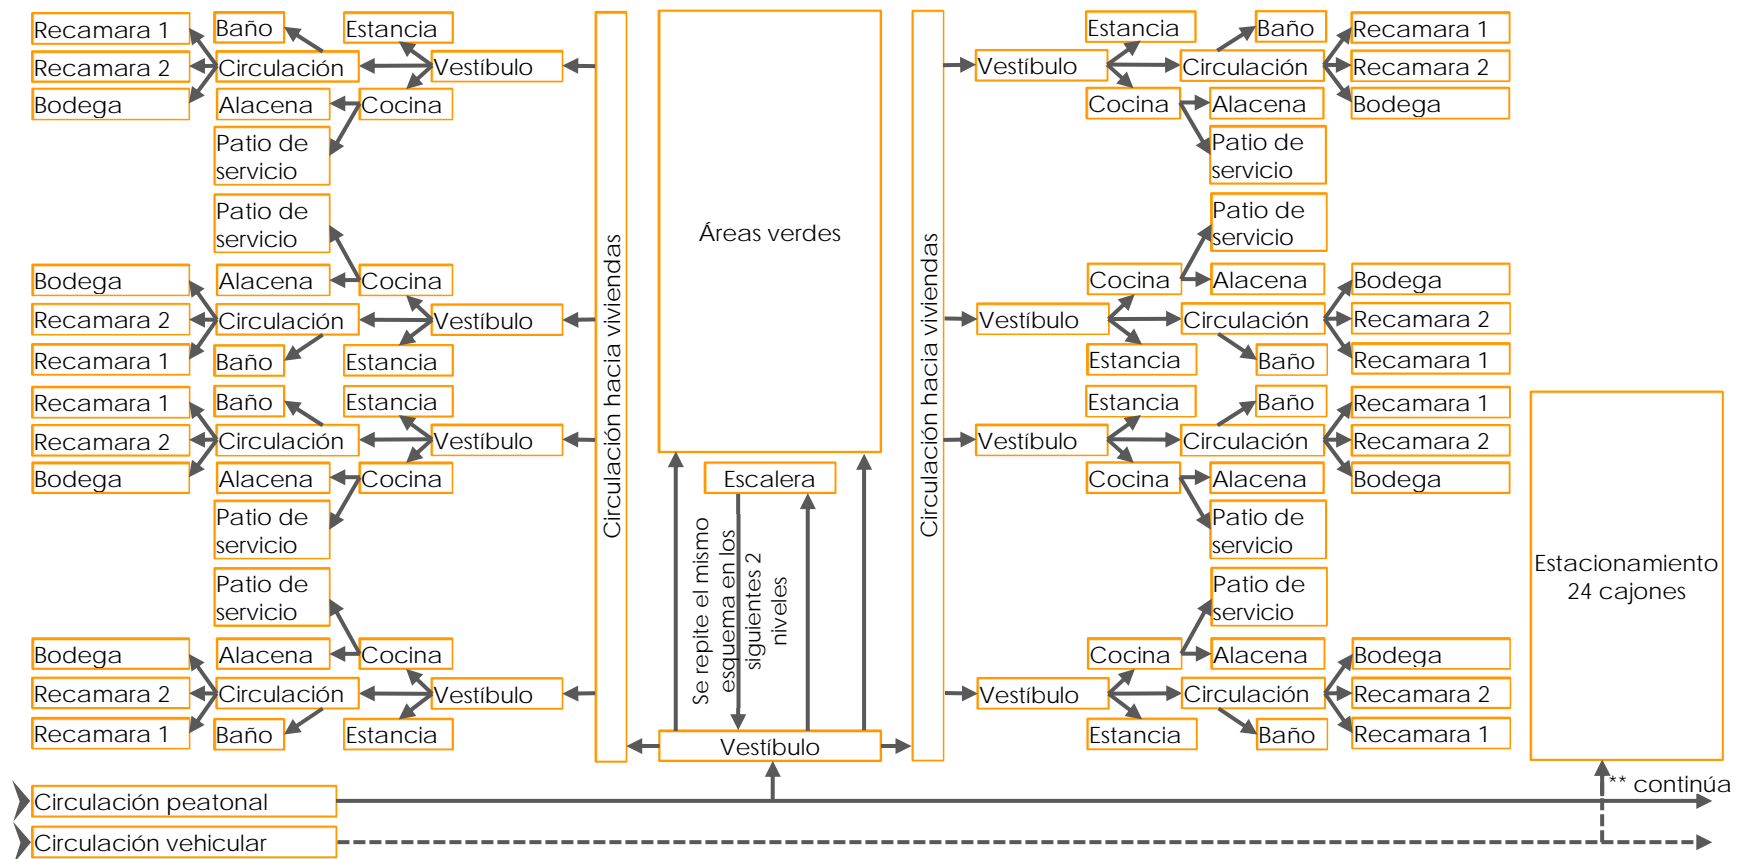 Recamara 1
Baño
Estancia
Recamara 2
Circulación
Vestíbulo
Bodega
Alacena
Cocina
Patio de
servicio
Patio de
servicio
Bodega
Alacena
Cocina
Recamara 2
Circulación
Vestíbulo
Recamara 1
Baño
Estancia
Recamara 1
Baño
Estancia
Recamara 2
Circulación
Vestíbulo
Bodega
Alacena
Cocina
Patio de
servicio
Patio de
servicio
Bodega
Alacena
Cocina
Recamara 2
Circulación
Vestíbulo
Recamara 1
Baño
Estancia
Circulación hacia viviendas
Áreas verdes
Escalera
Se repite el mismo
esquema en los
siguientes 2
niveles
Vestíbulo
Circulación hacia viviendas
Estancia
Baño
Recamara 1
Vestíbulo
Circulación
Recamara 2
Cocina
Alacena
Bodega
Patio de
servicio
Patio de
servicio
Cocina
Alacena
Bodega
Vestíbulo
Circulación
Recamara 2
Estancia
Baño
Recamara 1
Estancia
Baño
Recamara 1
Vestíbulo
Circulación
Recamara 2
Cocina
Alacena
Bodega
Patio de
servicio
Patio de
servicio
Cocina
Alacena
Bodega
Vestíbulo
Circulación
Recamara 2
Estancia
Baño
Recamara 1
Estacionamiento
24 cajones
** continúa
Circulación peatonal
Circulación vehicular